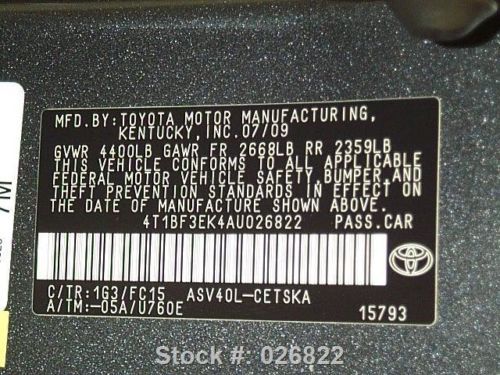 MFD.BY:TOYOTA MOTOR MANUFACTURING,
KENTUCKY, INC. 07/09
GVWR 4400LB GAWR FR 2668LB RR 2359LB
THIS VEHICLE CONFORMS TO ALL APPLICABLE
FEDERAL MOTOR VEHICLE SAFETY, BUMPER, AND
THEFT PREVENTION STANDARDS IN EFFECT ON
THE DATE OF MANUFACTURE SHOWN ABOVE.
4T1BF3EK4AU026822 PASS.CAR
C/TR:1G3/FC15 ASV40L-CETSKA
A/TM:-05A/U760E 15793
7M
Stock # 026822